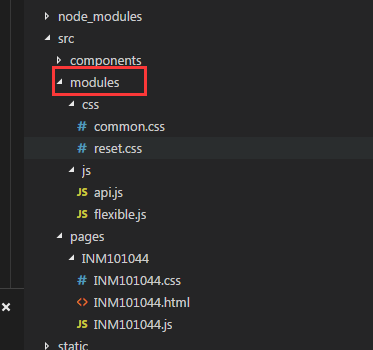 node_modules
src
components
modules
css
# common.css
# reset.css
js
JS api.js
JS flexible.js
pages
INM101044
# INM101044.css
<> INM101044.html
JS INM101044.js
static